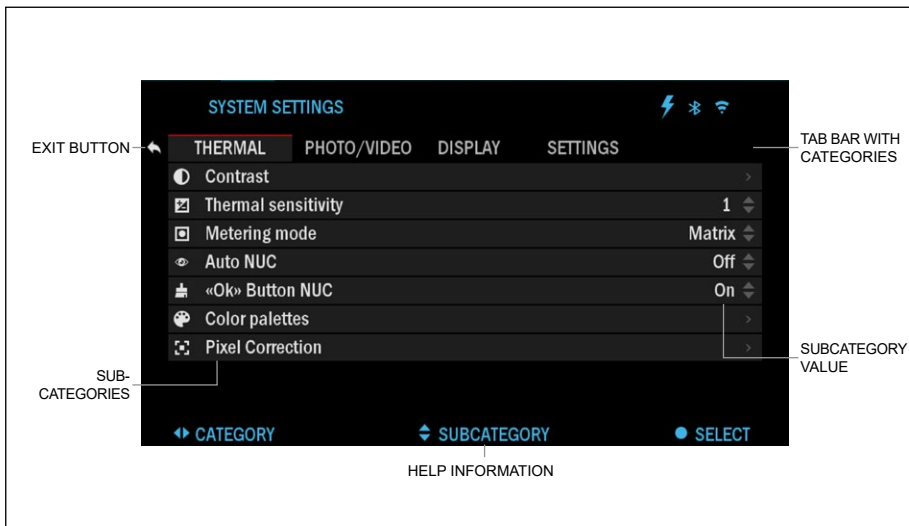 SYSTEM SETTINGS
EXIT BUTTON
THERMAL PHOTO/VIDEO DISPLAY SETTINGS
TAB BAR WITH
CATEGORIES
Contrast
Thermal sensitivity 1
Metering mode Matrix
Auto NUC Off
«Ok» Button NUC On
Color palettes
Pixel Correction
SUBCATEGORY
VALUE
SUB-
CATEGORIES
CATEGORY SUBCATEGORY SELECT
HELP INFORMATION